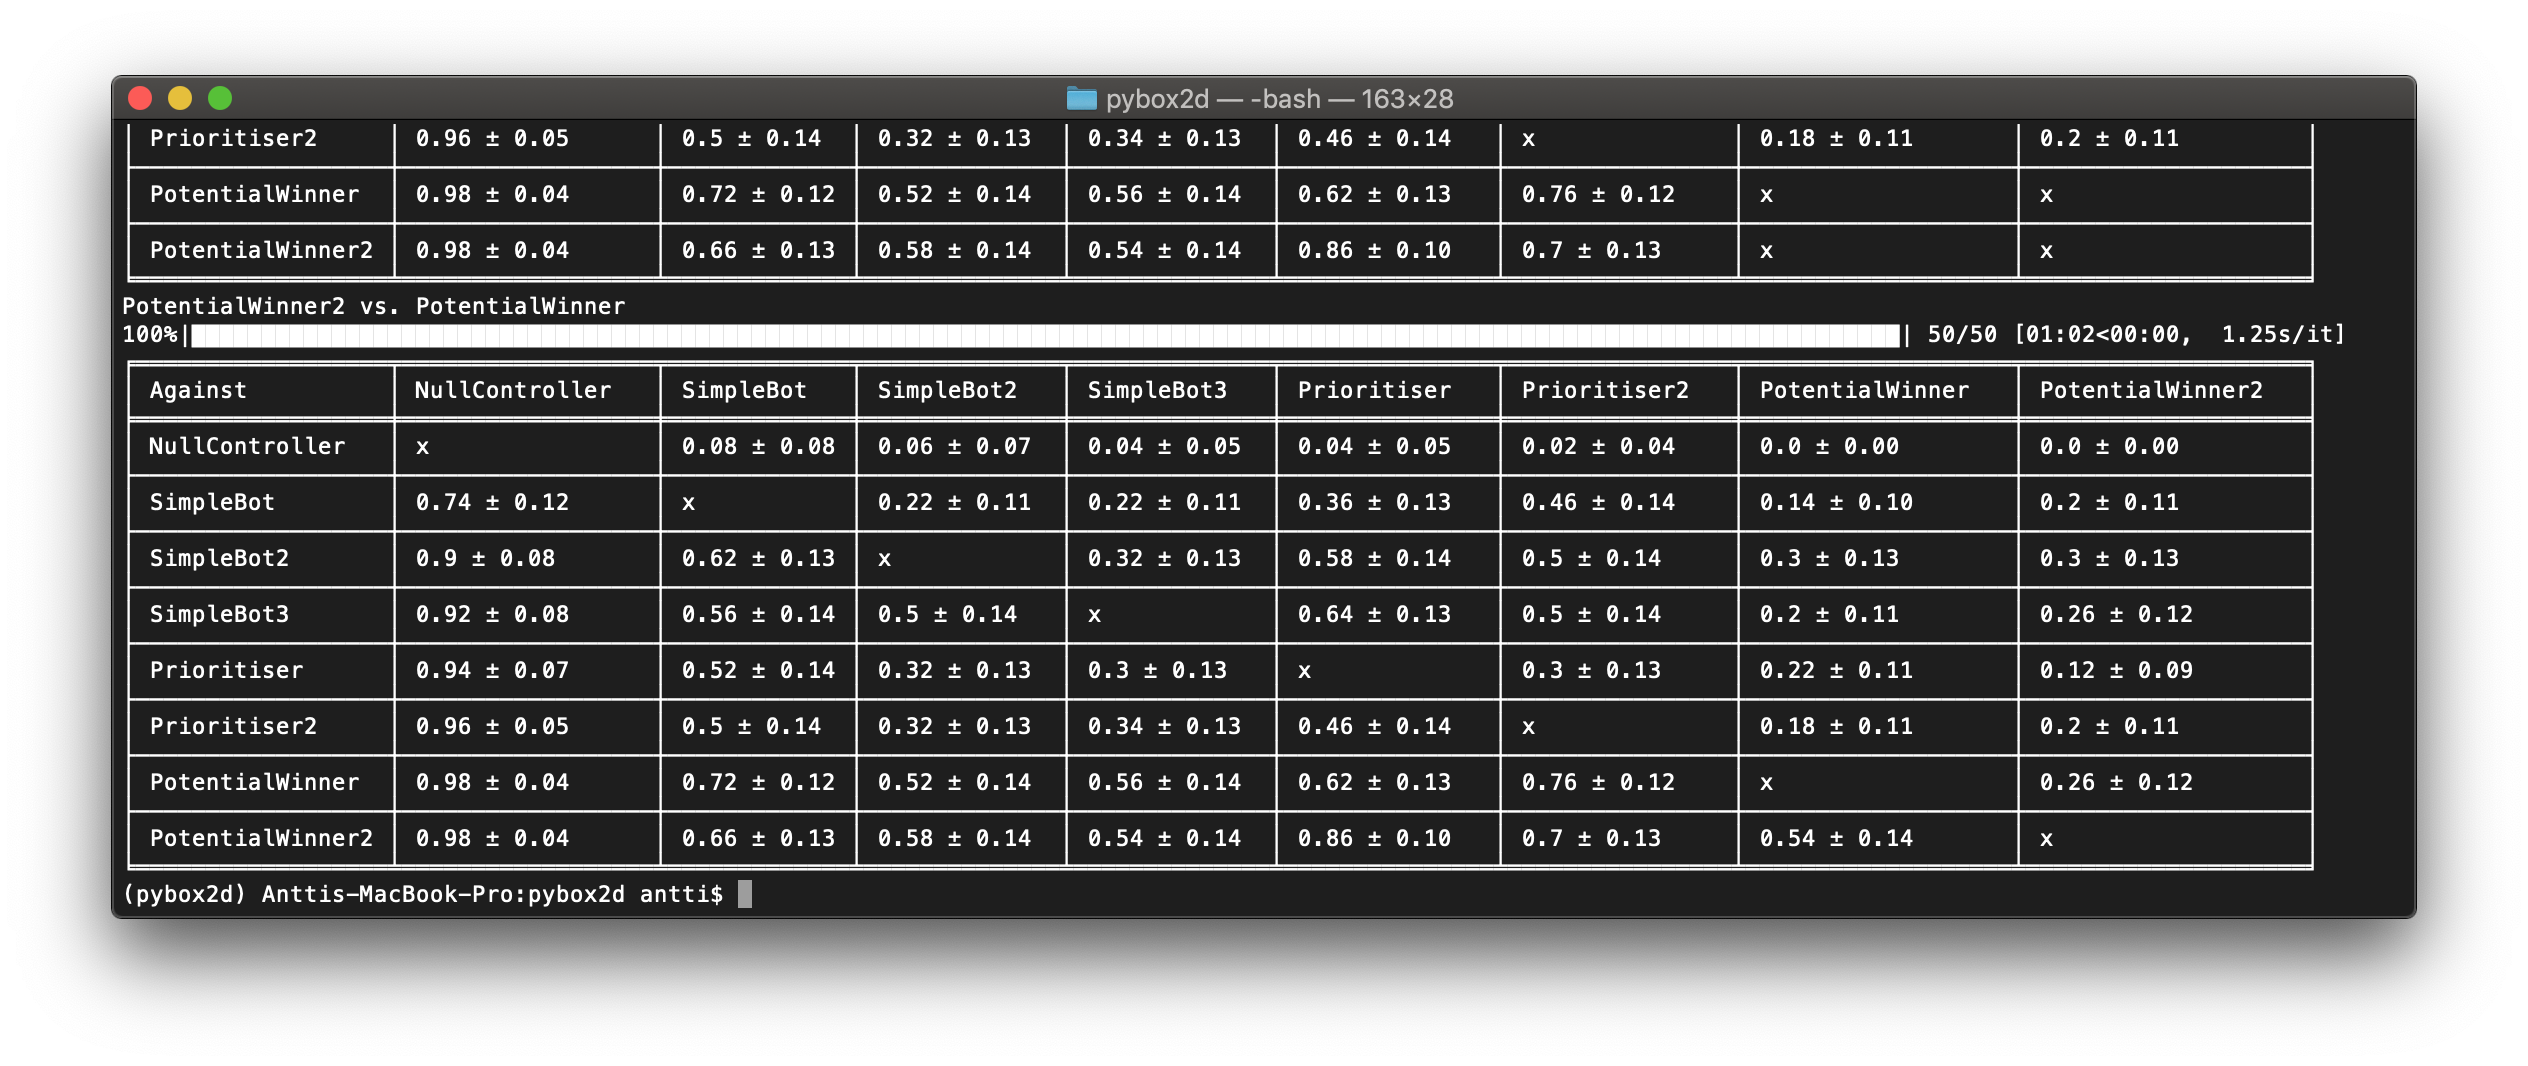 pybox2d — -bash — 163×28
Prioritiser2 0.96 ± 0.05 0.5 ± 0.14 0.32 ± 0.13 0.34 ± 0.13 0.46 ± 0.14 x 0.18 ± 0.11 0.2 ± 0.11
PotentialWinner 0.98 ± 0.04 0.72 ± 0.12 0.52 ± 0.14 0.56 ± 0.14 0.62 ± 0.13 0.76 ± 0.12 x x
PotentialWinner2 0.98 ± 0.04 0.66 ± 0.13 0.58 ± 0.14 0.54 ± 0.14 0.86 ± 0.10 0.7 ± 0.13 x x
PotentialWinner2 vs. PotentialWinner
100%| | 50/50 [01:02<00:00, 1.25s/it]
Against NullController SimpleBot SimpleBot2 SimpleBot3 Prioritiser Prioritiser2 PotentialWinner PotentialWinner2
NullController x 0.08 ± 0.08 0.06 ± 0.07 0.04 ± 0.05 0.04 ± 0.05 0.02 ± 0.04 0.0 ± 0.00 0.0 ± 0.00
SimpleBot 0.74 ± 0.12 x 0.22 ± 0.11 0.22 ± 0.11 0.36 ± 0.13 0.46 ± 0.14 0.14 ± 0.10 0.2 ± 0.11
SimpleBot2 0.9 ± 0.08 0.62 ± 0.13 x 0.32 ± 0.13 0.58 ± 0.14 0.5 ± 0.14 0.3 ± 0.13 0.3 ± 0.13
SimpleBot3 0.92 ± 0.08 0.56 ± 0.14 0.5 ± 0.14 x 0.64 ± 0.13 0.5 ± 0.14 0.2 ± 0.11 0.26 ± 0.12
Prioritiser 0.94 ± 0.07 0.52 ± 0.14 0.32 ± 0.13 0.3 ± 0.13 x 0.3 ± 0.13 0.22 ± 0.11 0.12 ± 0.09
Prioritiser2 0.96 ± 0.05 0.5 ± 0.14 0.32 ± 0.13 0.34 ± 0.13 0.46 ± 0.14 x 0.18 ± 0.11 0.2 ± 0.11
PotentialWinner 0.98 ± 0.04 0.72 ± 0.12 0.52 ± 0.14 0.56 ± 0.14 0.62 ± 0.13 0.76 ± 0.12 x 0.26 ± 0.12
PotentialWinner2 0.98 ± 0.04 0.66 ± 0.13 0.58 ± 0.14 0.54 ± 0.14 0.86 ± 0.10 0.7 ± 0.13 0.54 ± 0.14 x
(pybox2d) Anttis-MacBook-Pro:pybox2d antti$